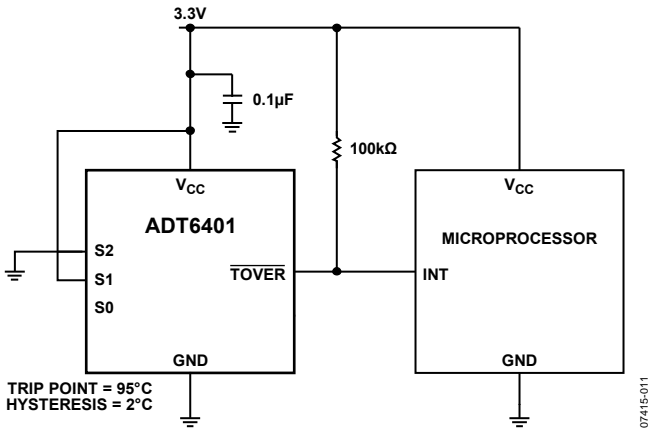 3.3V
0.1µF
100kΩ
VCC
ADT6401
S2
S1
S0
TOVER
GND
VCC
MICROPROCESSOR
INT
GND
TRIP POINT = 95°C
HYSTERESIS = 2°C
07415-011